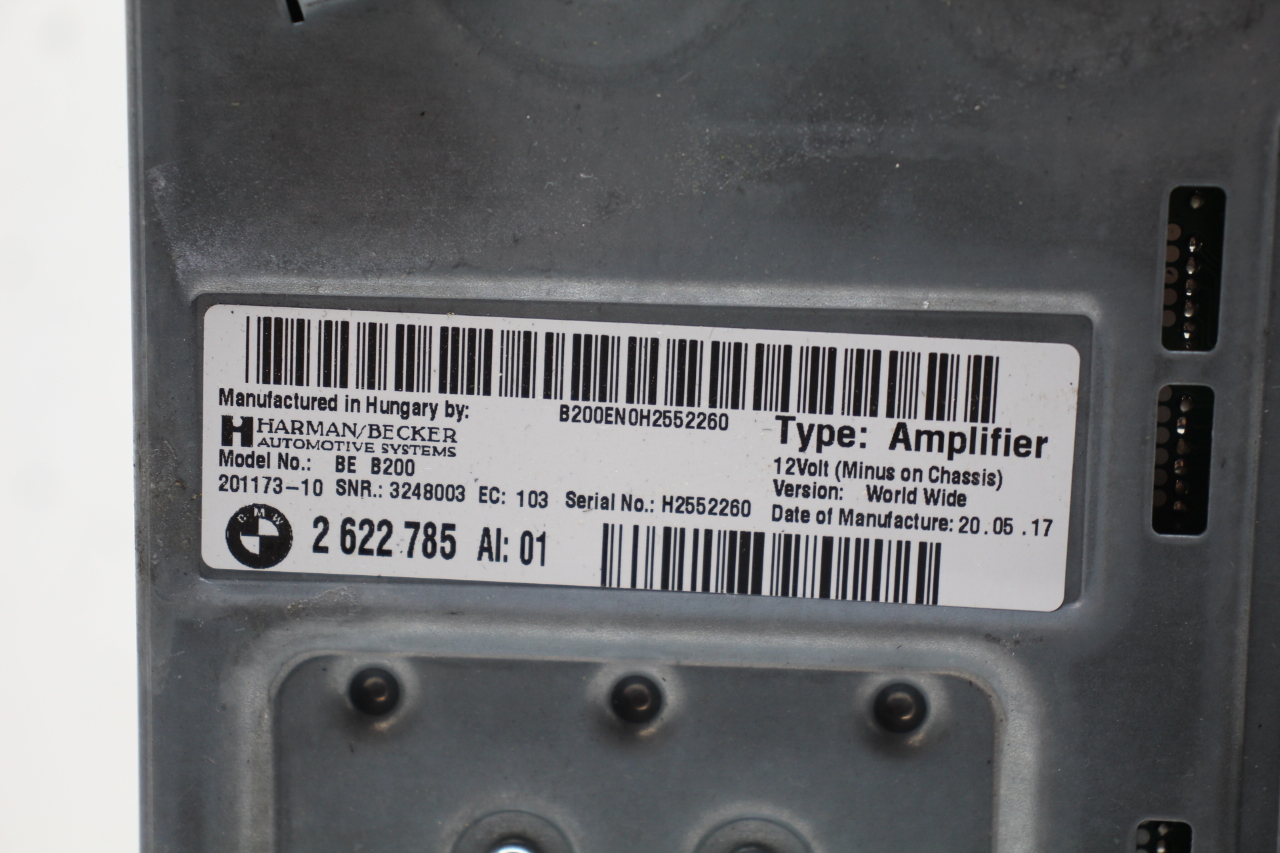 B200EN0H2552260
Manufactured in Hungary by:
HARMAN/BECKER
AUTOMOTIVE SYSTEMS
Model No.: BE B200
201173-10 SNR.: 3248003 EC: 103 Serial No.: H2552260
BMW 2 622 785 AI: 01
Type: Amplifier
12Volt (Minus on Chassis)
Version: World Wide
Date of Manufacture: 20.05.17